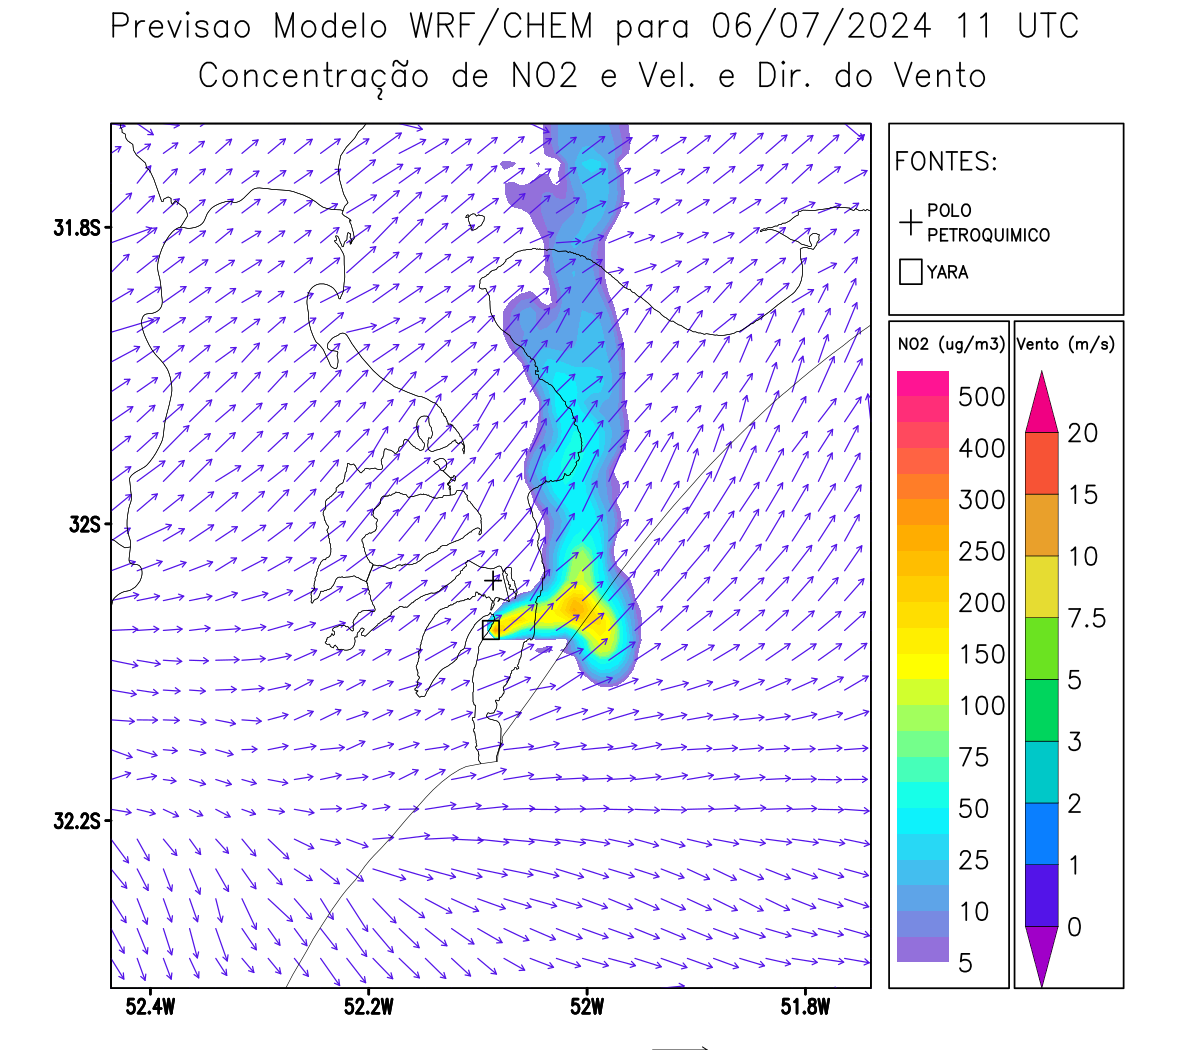 Previsao Modelo WRF/CHEM para 06/07/2024 11 UTC
Concentração de NO2 e Vel. e Dir. do Vento
FONTES:
POLO
PETROQUIMICO
YARA
31.8S
32S
32.2S
52.4W
52.2W
52W
51.8W
NO2 (ug/m3)
500
400
300
250
200
150
100
75
50
25
10
5
Vento (m/s)
20
15
10
7.5
5
3
2
1
0